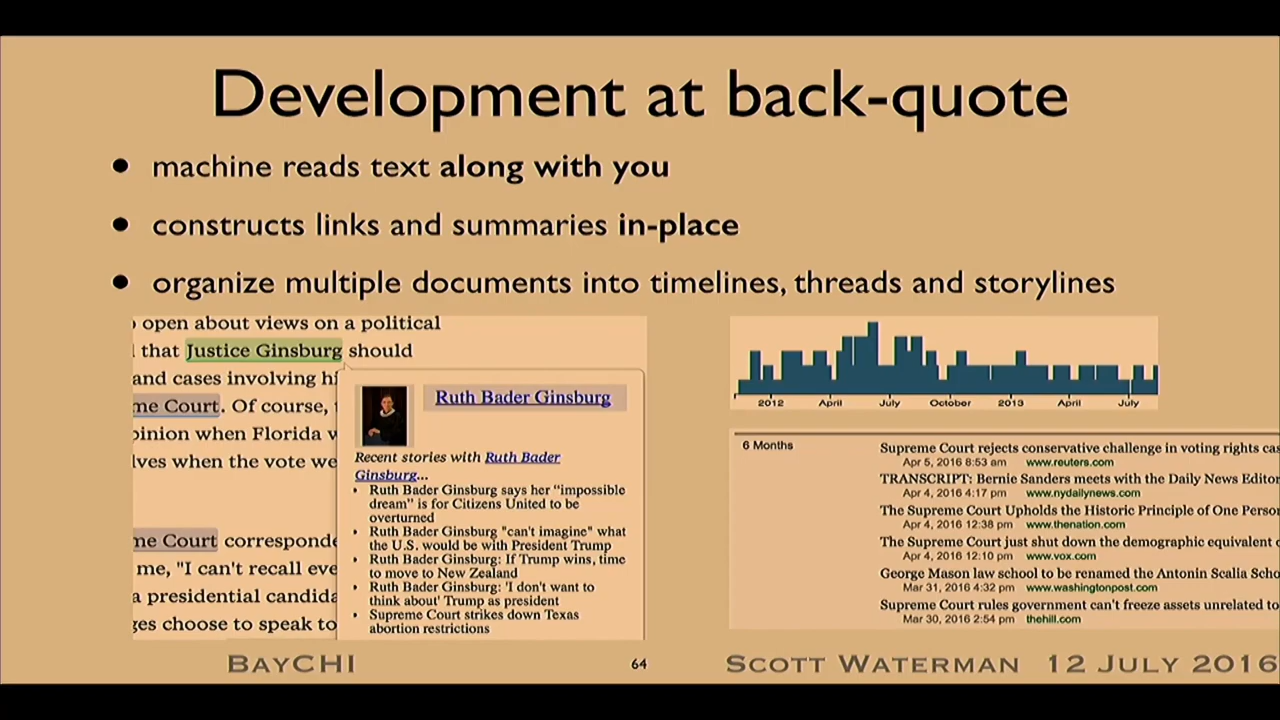 Development at back-quote
• machine reads text along with you
• constructs links and summaries in-place
• organize multiple documents into timelines, threads and storylines
open about views on a political
that Justice Ginsburg should
and cases involving
me Court. Of course,
pinion when Florida
lves when the vote we
me Court corresponde
me, "I can't recall eve
a presidential candida
ges choose to speak to
Ruth Bader Ginsburg
Recent stories with Ruth Bader
Ginsburg...
• Ruth Bader Ginsburg says her “impossible
dream” is for Citizens United to be
overturned
• Ruth Bader Ginsburg "can't imagine" what
the U.S. would be with President Trump
• Ruth Bader Ginsburg: If Trump wins, time
to move to New Zealand
• Ruth Bader Ginsburg: 'I don't want to
think about' Trump as president
• Supreme Court strikes down Texas
abortion restrictions
2012 April July October 2013 April July
6 Months
Supreme Court rejects conservative challenge in voting rights cas
Apr 5, 2016 8:53 am www.reuters.com
TRANSCRIPT: Bernie Sanders meets with the Daily News Editor
Apr 4, 2016 4:17 pm www.nydailynews.com
The Supreme Court Upholds the Historic Principle of One Perso
Apr 4, 2016 12:38 pm www.thenation.com
The Supreme Court just shut down the demographic equivalent
Apr 4, 2016 12:10 pm www.vox.com
George Mason law school to be renamed the Antonin Scalia Scho
Mar 31, 2016 4:32 pm www.washingtonpost.com
Supreme Court rules government can't freeze assets unrelated to
Mar 30, 2016 2:54 pm thehill.com
BAYCHI 64 SCOTT WATERMAN 12 JULY 2016